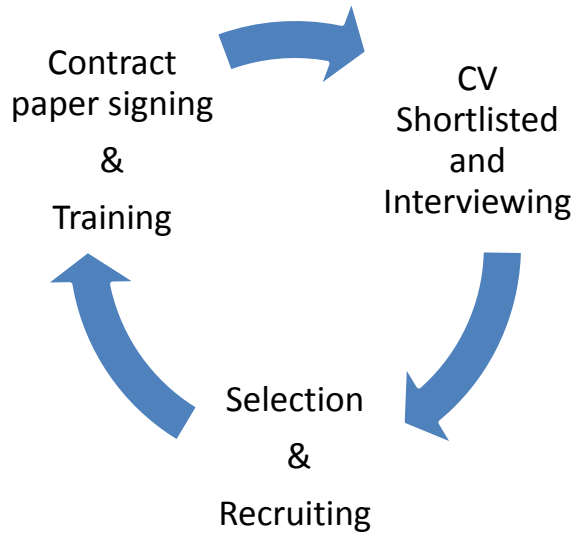 Contract
paper signing
&
Training
CV
Shortlisted
and
Interviewing
Selection
&
Recruiting